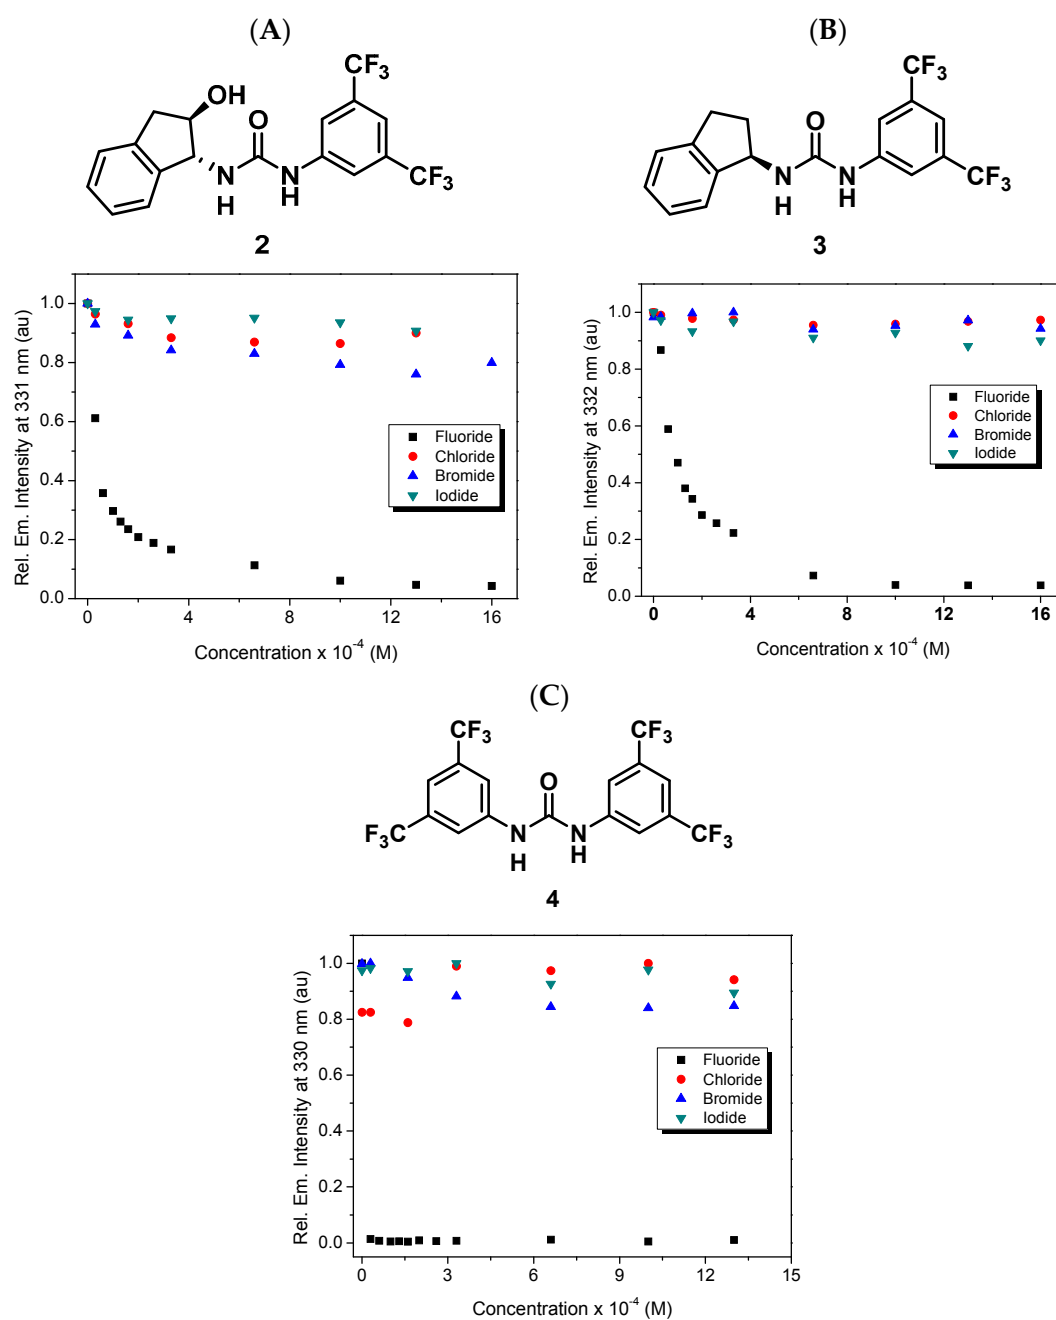 (A)
(B)
OH
O
CF3
CF3
N
H
N
H
2
O
CF3
CF3
N
H
N
H
3
Rel. Em. Intensity at 331 nm (au)
1.0
0.8
0.6
0.4
0.2
0.0
Fluoride
Chloride
Bromide
Iodide
0 4 8 12 16
Concentration x 10-4 (M)
Rel. Em. Intensity at 332 nm (au)
1.0
0.8
0.6
0.4
0.2
0.0
Fluoride
Chloride
Bromide
Iodide
0 4 8 12 16
Concentration x 10-4 (M)
(C)
CF3
CF3
O
F3C
N
H
N
H
CF3
4
Rel. Em. Intensity at 330 nm (au)
1.0
0.8
0.6
0.4
0.2
0.0
Fluoride
Chloride
Bromide
Iodide
0 3 6 9 12 15
Concentration x 10-4 (M)